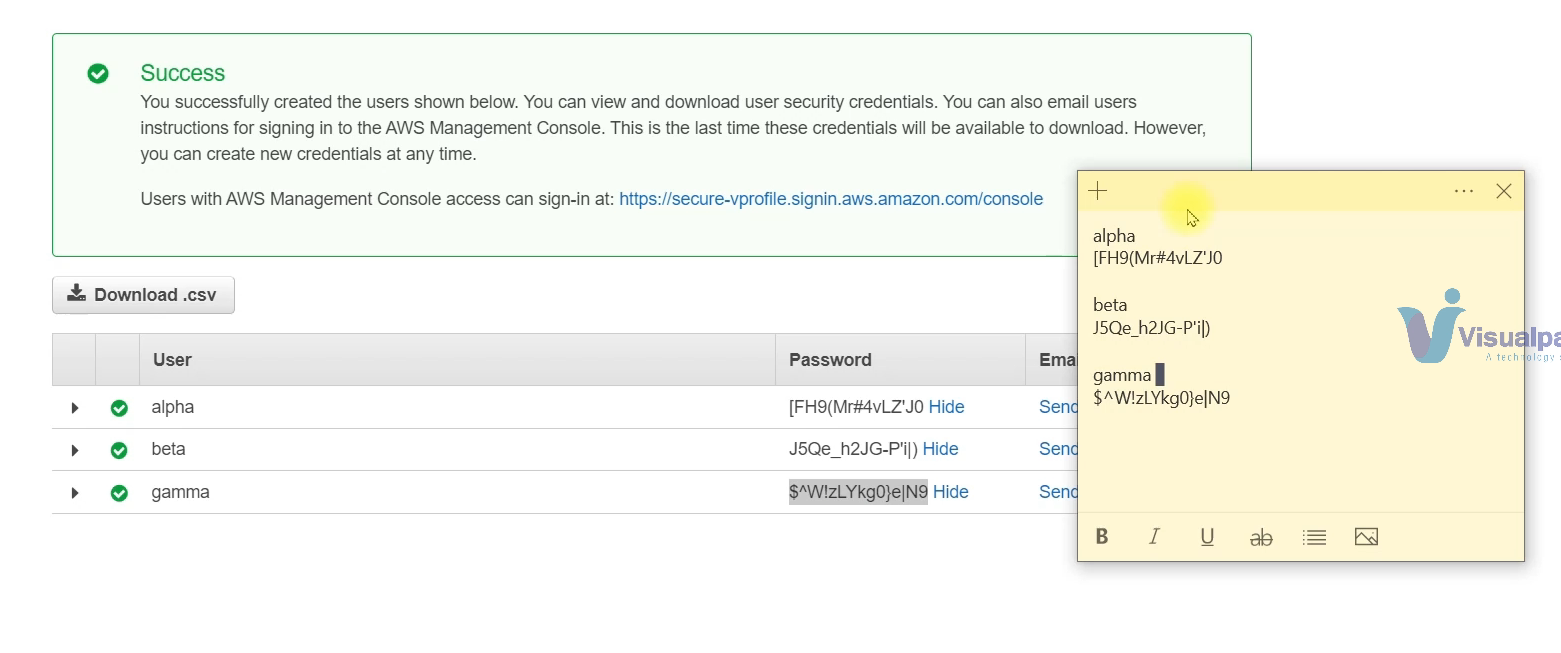 Success
You successfully created the users shown below. You can view and download user security credentials. You can also email users
instructions for signing in to the AWS Management Console. This is the last time these credentials will be available to download. However,
you can create new credentials at any time.
Users with AWS Management Console access can sign-in at: https://secure-vprofile.signin.aws.amazon.com/console
Download .csv
User Password Emai
alpha [FH9(Mr#4vLZ'J0 Hide Send
beta J5Qe_h2JG-P'i|) Hide Send
gamma $^W!zLYkg0}e|N9 Hide Send
alpha
[FH9(Mr#4vLZ'J0
beta
J5Qe_h2JG-P'i|)
gamma
$^W!zLYkg0}e|N9
B I U ab
Visualpa
A technology